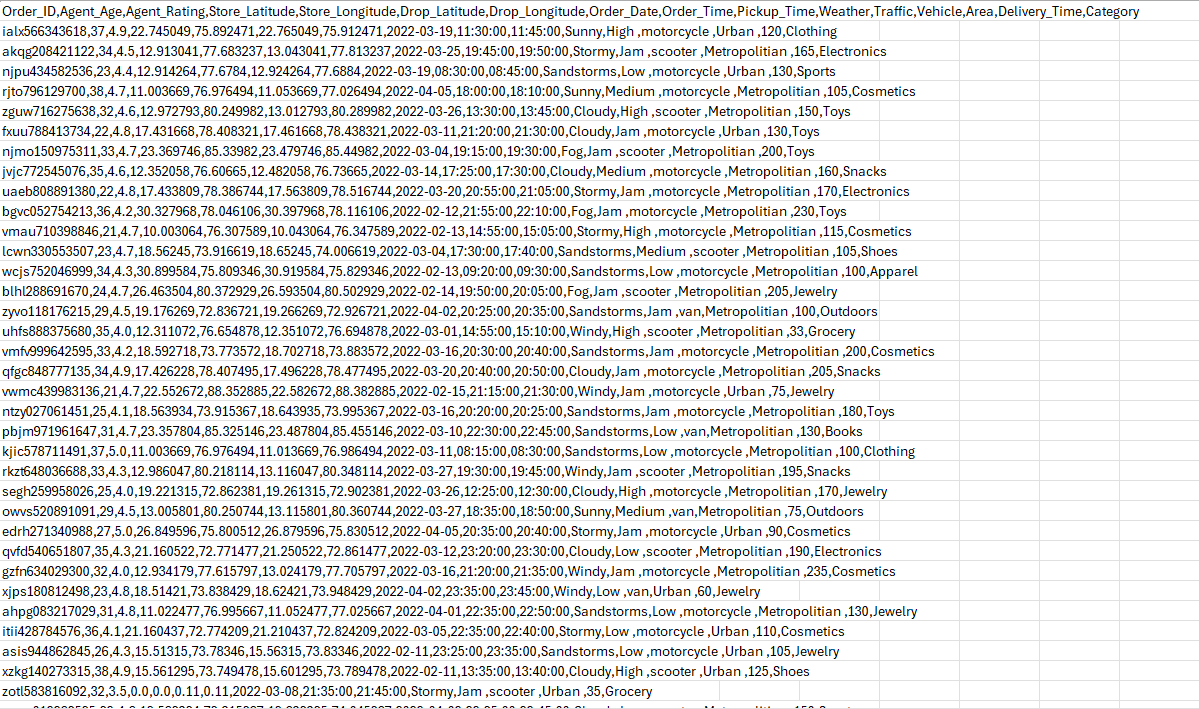 Order_ID,Agent_Age,Agent_Rating,Store_Latitude,Store_Longitude,Drop_Latitude,Drop_Longitude,Order_Date,Order_Time,Pickup_Time,Weather,Traffic,Vehicle,Area,Delivery_Time,Category
ialx566343618,37,4.9,22.745049,75.892471,22.765049,75.912471,2022-03-19,11:30:00,11:45:00,Sunny,High ,motorcycle ,Urban ,120,Clothing
akqg208421122,34,4.5,12.913041,77.683237,13.043041,77.813237,2022-03-25,19:45:00,19:50:00,Stormy,Jam ,scooter ,Metropolitian ,165,Electronics
njpu434582536,23,4.4,12.914264,77.6784,12.924264,77.6884,2022-03-19,08:30:00,08:45:00,Sandstorms,Low ,motorcycle ,Urban ,130,Sports
rjto796129700,38,4.7,11.003669,76.976494,11.053669,77.026494,2022-04-05,18:00:00,18:10:00,Sunny,Medium ,motorcycle ,Metropolitian ,105,Cosmetics
zguw716275638,32,4.6,12.972793,80.249982,13.012793,80.289982,2022-03-26,13:30:00,13:45:00,Cloudy,High ,scooter ,Metropolitian ,150,Toys
fxuu788413734,22,4.8,17.431668,78.408321,17.461668,78.438321,2022-03-11,21:20:00,21:30:00,Cloudy,Jam ,motorcycle ,Urban ,130,Toys
njmo150975311,33,4.7,23.369746,85.33982,23.479746,85.44982,2022-03-04,19:15:00,19:30:00,Fog,Jam ,scooter ,Metropolitian ,200,Toys
jvjc772545076,35,4.6,12.352058,76.60665,12.482058,76.73665,2022-03-14,17:25:00,17:30:00,Cloudy,Medium ,motorcycle ,Metropolitian ,160,Snacks
uaeb808891380,22,4.8,17.433809,78.386744,17.563809,78.516744,2022-03-20,20:55:00,21:05:00,Stormy,Jam ,motorcycle ,Metropolitian ,170,Electronics
bgvc052754213,36,4.2,30.327968,78.046106,30.397968,78.116106,2022-02-12,21:55:00,22:10:00,Fog,Jam ,motorcycle ,Metropolitian ,230,Toys
vmau710398846,21,4.7,10.003064,76.307589,10.043064,76.347589,2022-02-13,14:55:00,15:05:00,Stormy,High ,motorcycle ,Metropolitian ,115,Cosmetics
lcwn330553507,23,4.7,18.56245,73.916619,18.65245,74.006619,2022-03-04,17:30:00,17:40:00,Sandstorms,Medium ,scooter ,Metropolitian ,105,Shoes
wcjs752046999,34,4.3,30.899584,75.809346,30.919584,75.829346,2022-02-13,09:20:00,09:30:00,Sandstorms,Low ,motorcycle ,Metropolitian ,100,Apparel
blhl288691670,24,4.7,26.463504,80.372929,26.593504,80.502929,2022-02-14,19:50:00,20:05:00,Fog,Jam ,scooter ,Metropolitian ,205,Jewelry
zyvo118176215,29,4.5,19.176269,72.836721,19.266269,72.926721,2022-04-02,20:25:00,20:35:00,Sandstorms,Jam ,van,Metropolitian ,100,Outdoors
uhfs888375680,35,4.0,12.311072,76.654878,12.351072,76.694878,2022-03-01,14:55:00,15:10:00,Windy,High ,scooter ,Metropolitian ,33,Grocery
vmfv999642595,33,4.2,18.592718,73.773572,18.702718,73.883572,2022-03-16,20:30:00,20:40:00,Sandstorms,Jam ,motorcycle ,Metropolitian ,200,Cosmetics
qfgc848777135,34,4.9,17.426228,78.407495,17.496228,78.477495,2022-03-20,20:40:00,20:50:00,Cloudy,Jam ,motorcycle ,Metropolitian ,205,Snacks
vwmc439983136,21,4.7,22.552672,88.352885,22.582672,88.382885,2022-02-15,21:15:00,21:30:00,Windy,Jam ,motorcycle ,Urban ,75,Jewelry
ntzy027061451,25,4.1,18.563934,73.915367,18.643935,73.995367,2022-03-16,20:20:00,20:25:00,Sandstorms,Jam ,motorcycle ,Metropolitian ,180,Toys
pbjm971961647,31,4.7,23.357804,85.325146,23.487804,85.455146,2022-03-10,22:30:00,22:45:00,Sandstorms,Low ,van,Metropolitian ,130,Books
kjic578711491,37,5.0,11.003669,76.976494,11.013669,76.986494,2022-03-11,08:15:00,08:30:00,Sandstorms,Low ,motorcycle ,Metropolitian ,100,Clothing
rkzt648036688,33,4.3,12.986047,80.218114,13.116047,80.348114,2022-03-27,19:30:00,19:45:00,Windy,Jam ,scooter ,Metropolitian ,195,Snacks
segh259958026,25,4.0,19.221315,72.862381,19.261315,72.902381,2022-03-26,12:25:00,12:30:00,Cloudy,High ,motorcycle ,Metropolitian ,170,Jewelry
owvs520891091,29,4.5,13.005801,80.250744,13.115801,80.360744,2022-03-27,18:35:00,18:50:00,Sunny,Medium ,van,Metropolitian ,75,Outdoors
edrh271340988,27,5.0,26.849596,75.800512,26.879596,75.830512,2022-04-05,20:35:00,20:40:00,Stormy,Jam ,motorcycle ,Urban ,90,Cosmetics
qvfd540651807,35,4.3,21.160522,72.771477,21.250522,72.861477,2022-03-12,23:20:00,23:30:00,Cloudy,Low ,scooter ,Metropolitian ,190,Electronics
gzfn634029300,32,4.0,12.934179,77.615797,13.024179,77.705797,2022-03-16,21:20:00,21:35:00,Windy,Jam ,motorcycle ,Metropolitian ,235,Cosmetics
xjps180812498,23,4.8,18.51421,73.838429,18.62421,73.948429,2022-04-02,23:35:00,23:45:00,Windy,Low ,van,Urban ,60,Jewelry
ahpg083217029,31,4.8,11.022477,76.995667,11.052477,77.025667,2022-04-01,22:35:00,22:50:00,Sandstorms,Low ,motorcycle ,Metropolitian ,130,Jewelry
itii428784576,36,4.1,21.160437,72.774209,21.210437,72.824209,2022-03-05,22:35:00,22:40:00,Stormy,Low ,motorcycle ,Urban ,110,Cosmetics
asis944862845,26,4.3,15.51315,73.78346,15.56315,73.83346,2022-02-11,23:25:00,23:35:00,Sandstorms,Low ,motorcycle ,Urban ,105,Jewelry
xzkg140273315,38,4.9,15.561295,73.749478,15.601295,73.789478,2022-02-11,13:35:00,13:40:00,Cloudy,High ,scooter ,Urban ,125,Shoes
zotl583816092,32,3.5,0.0,0.0,0.11,0.11,2022-03-08,21:35:00,21:45:00,Stormy,Jam ,scooter ,Urban ,35,Grocery